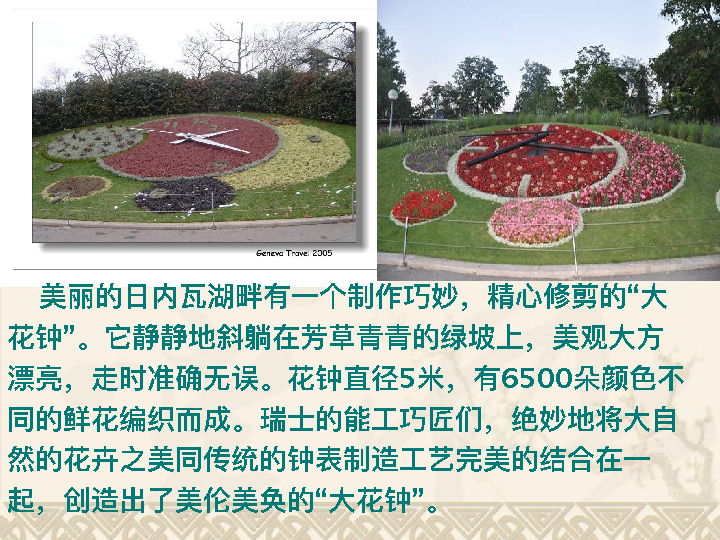 Geneva Travel 2005
美丽的日内瓦湖畔有一个制作巧妙，精心修剪的“大
花钟”。它静静地斜躺在芳草青青的绿坡上，美观大方
漂亮，走时准确无误。花钟直径5米，有6500朵颜色不
同的鲜花编织而成。瑞士的能工巧匠们，绝妙地将大自
然的花卉之美同传统的钟表制造工艺完美的结合在一
起，创造出了美伦美奂的“大花钟”。